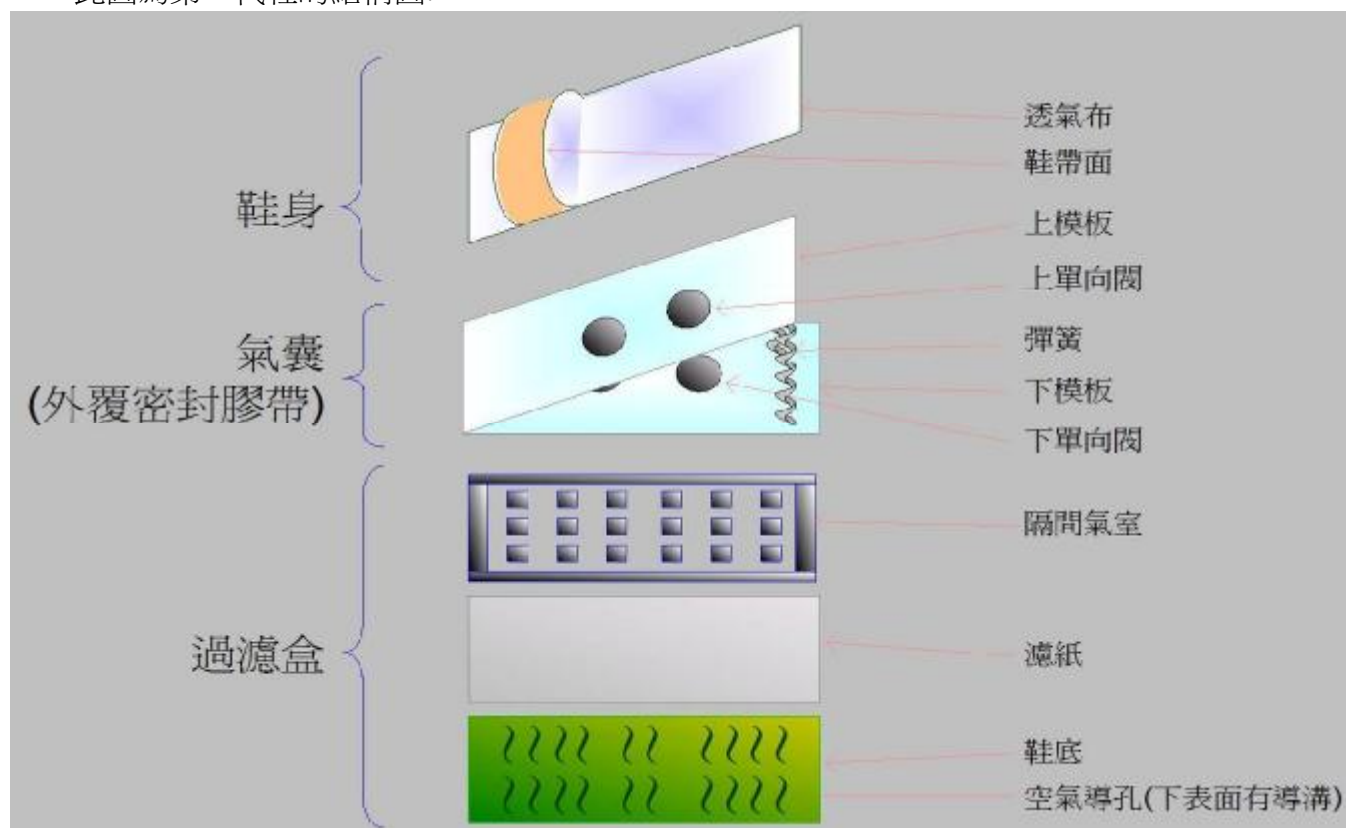 鞋身
氣囊
(外覆密封膠帶)
過濾盒
透氣布
鞋帶面
上模板
上單向閥
彈簧
下模板
下單向閥
隔間氣室
濾紙
鞋底
空氣導孔(下表面有導溝)